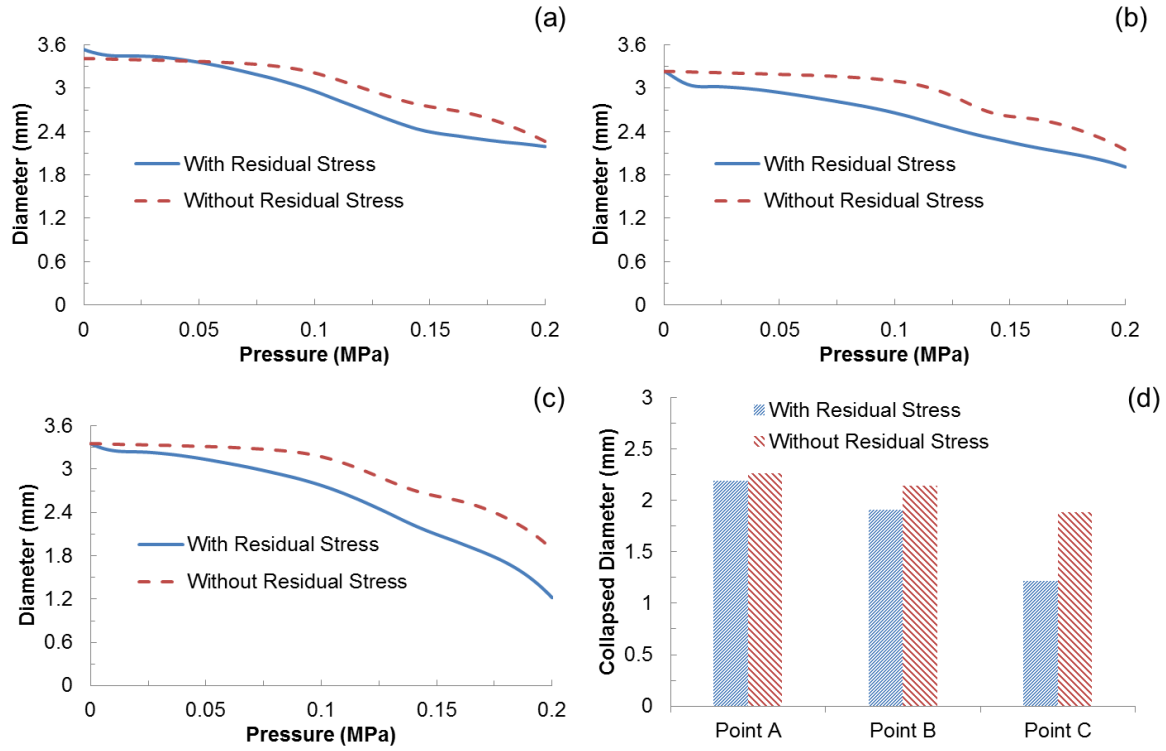 (a)
3.6
3
2.4
1.8
1.2
0.6
0
Diameter (mm)
With Residual Stress
Without Residual Stress
0 0.05 0.1 0.15 0.2
Pressure (MPa)
(b)
3.6
3
2.4
1.8
1.2
0.6
0
Diameter (mm)
With Residual Stress
Without Residual Stress
0 0.05 0.1 0.15 0.2
Pressure (MPa)
(c)
3.6
3
2.4
1.8
1.2
0.6
0
Diameter (mm)
With Residual Stress
Without Residual Stress
0 0.05 0.1 0.15 0.2
Pressure (MPa)
(d)
3
2.5
2
1.5
1
0.5
0
Collapsed Diameter (mm)
With Residual Stress
Without Residual Stress
Point A Point B Point C